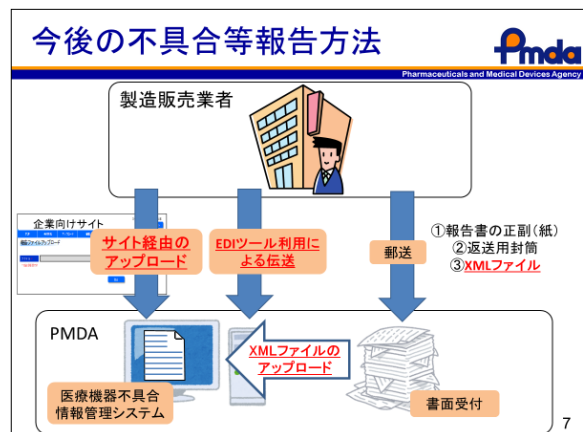 今後の不具合等報告方法
Pmda
Pharmaceuticals and Medical Devices Agency
製造販売業者
企業向けサイト
サイト経由の
アップロード
EDIツール利用に
よる伝送
郵送
①報告書の正副(紙)
②返送用封筒
③XMLファイル
PMDA
XMLファイルの
アップロード
医療機器不具合
情報管理システム
書面受付
7